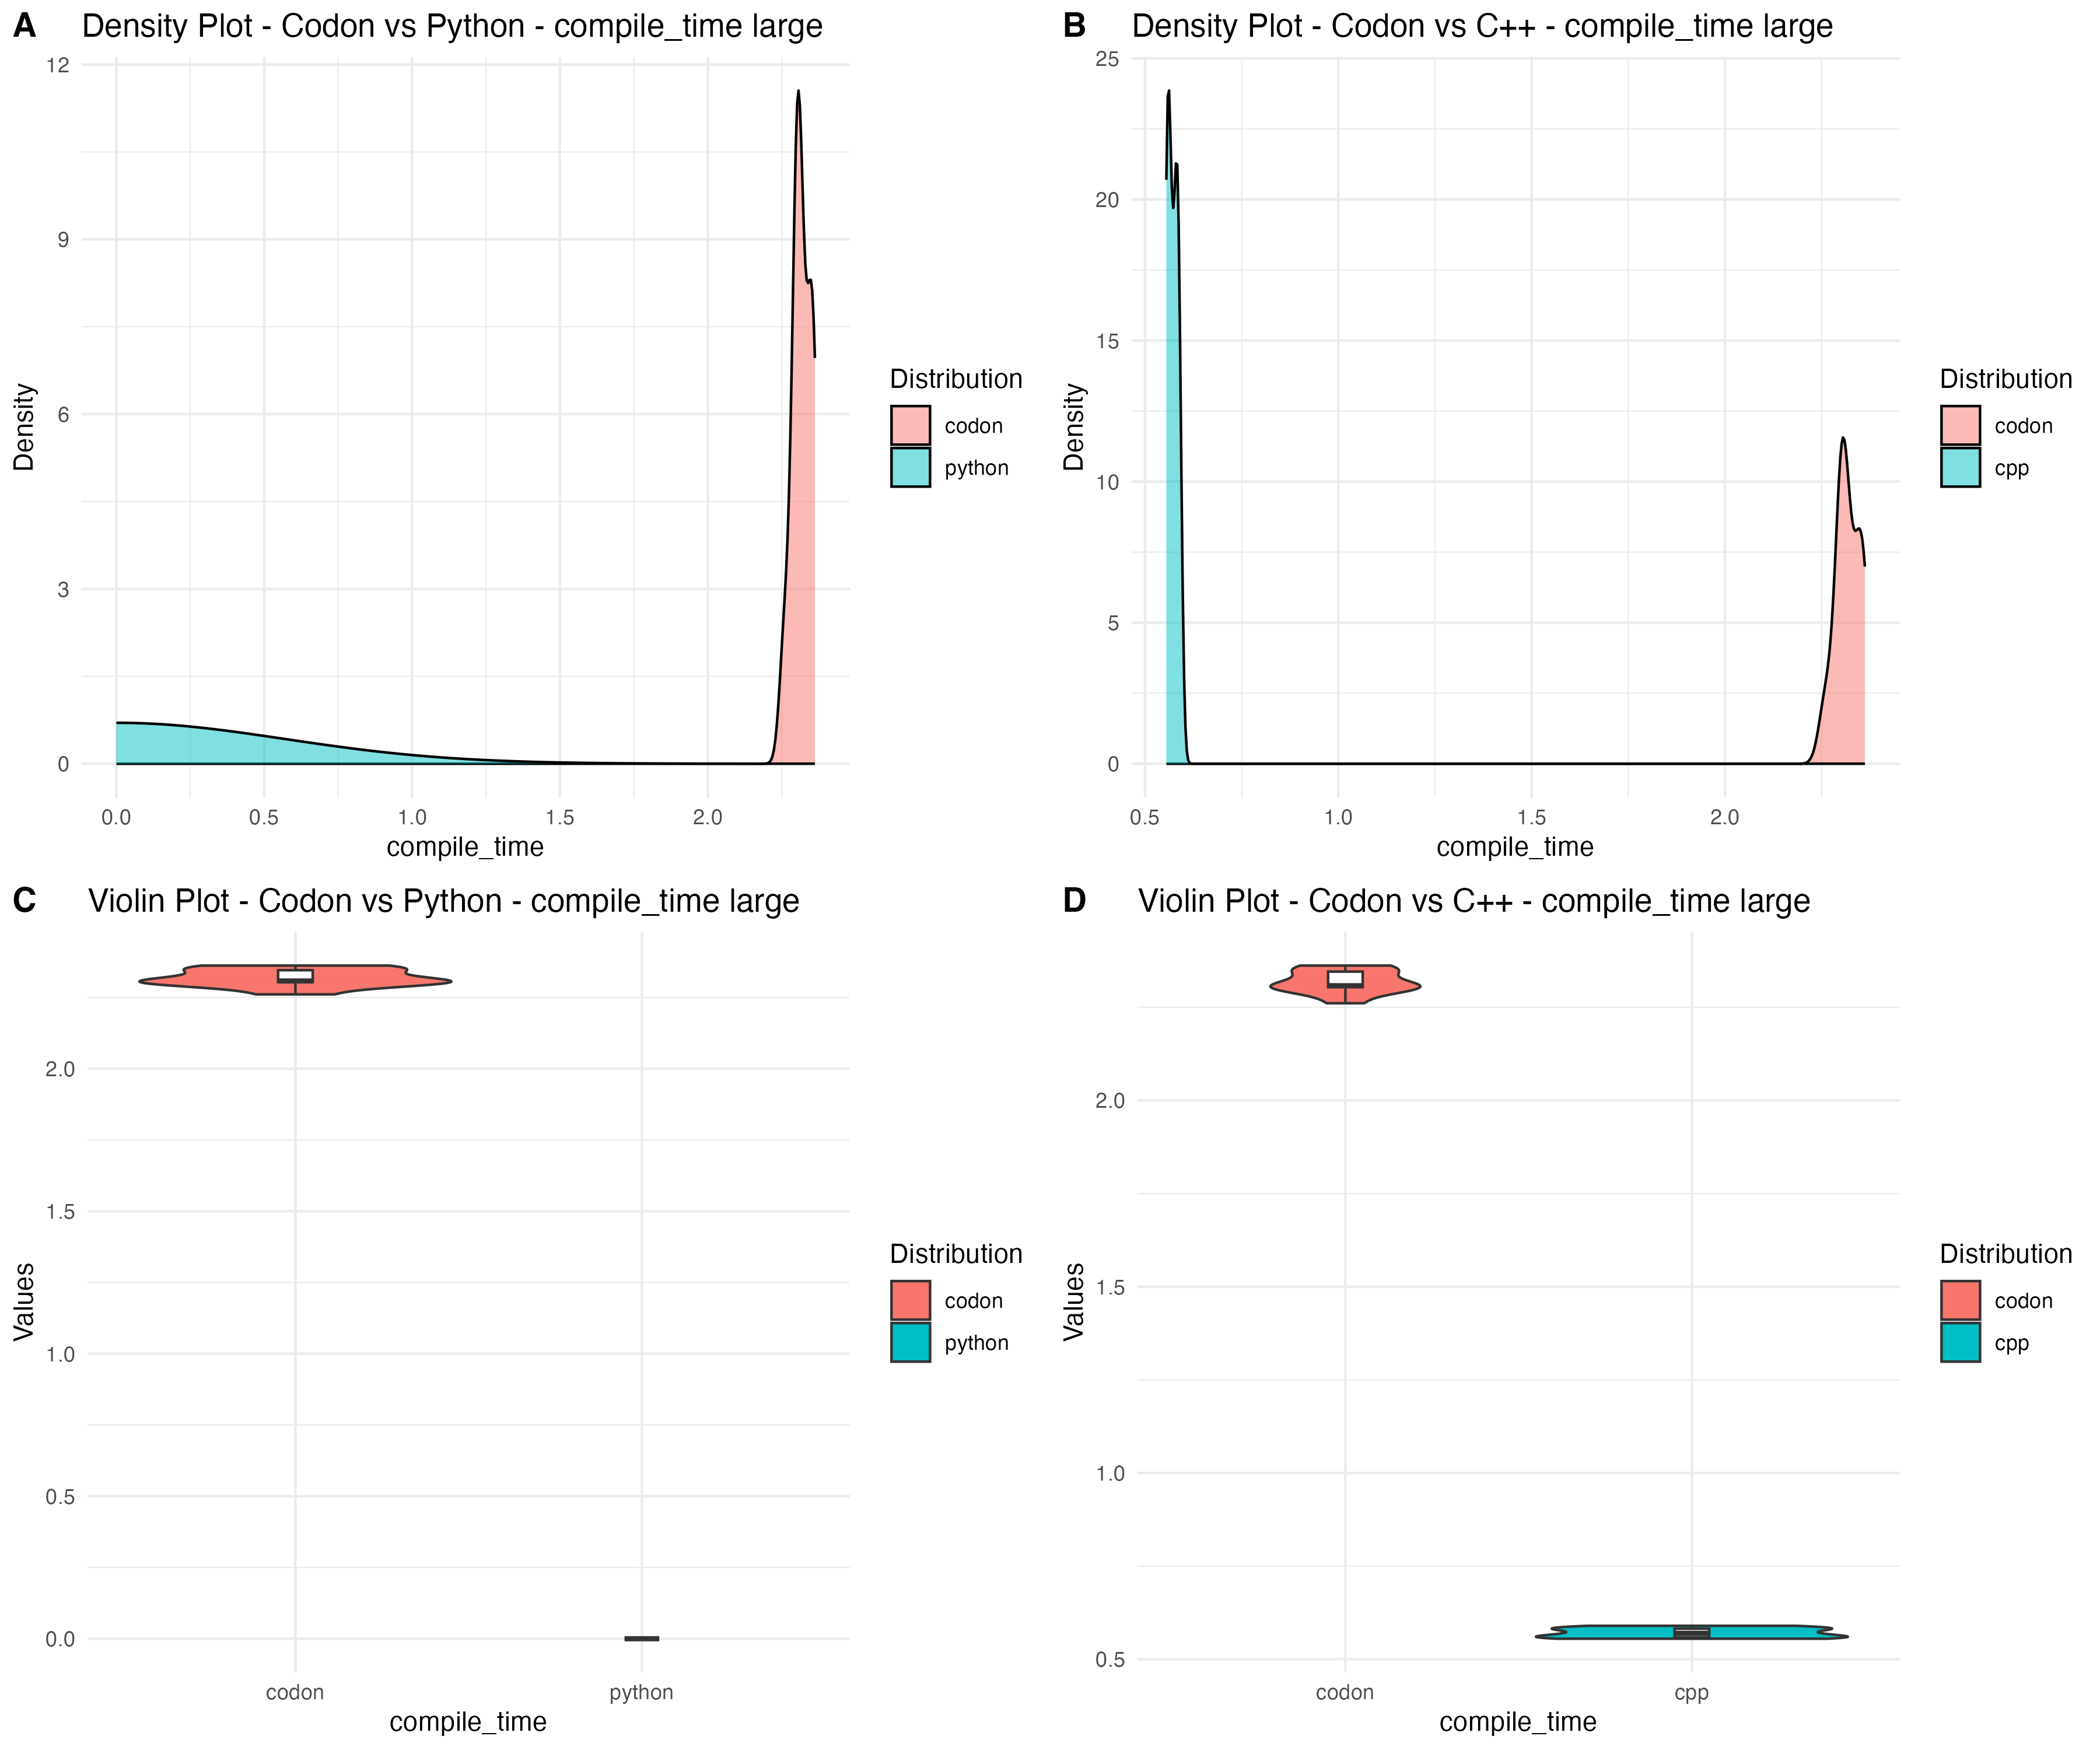 A Density Plot - Codon vs Python - compile_time large
12
9
6
3
0
Density
0.0 0.5 1.0 1.5 2.0
compile_time
Distribution
codon
python
B Density Plot - Codon vs C++ - compile_time large
25
20
15
10
5
0
Density
0.5 1.0 1.5 2.0
compile_time
Distribution
codon
cpp
C Violin Plot - Codon vs Python - compile_time large
2.0
1.5
1.0
0.5
0.0
Values
codon python
compile_time
Distribution
codon
python
D Violin Plot - Codon vs C++ - compile_time large
2.0
1.5
1.0
0.5
Values
codon cpp
compile_time
Distribution
codon
cpp